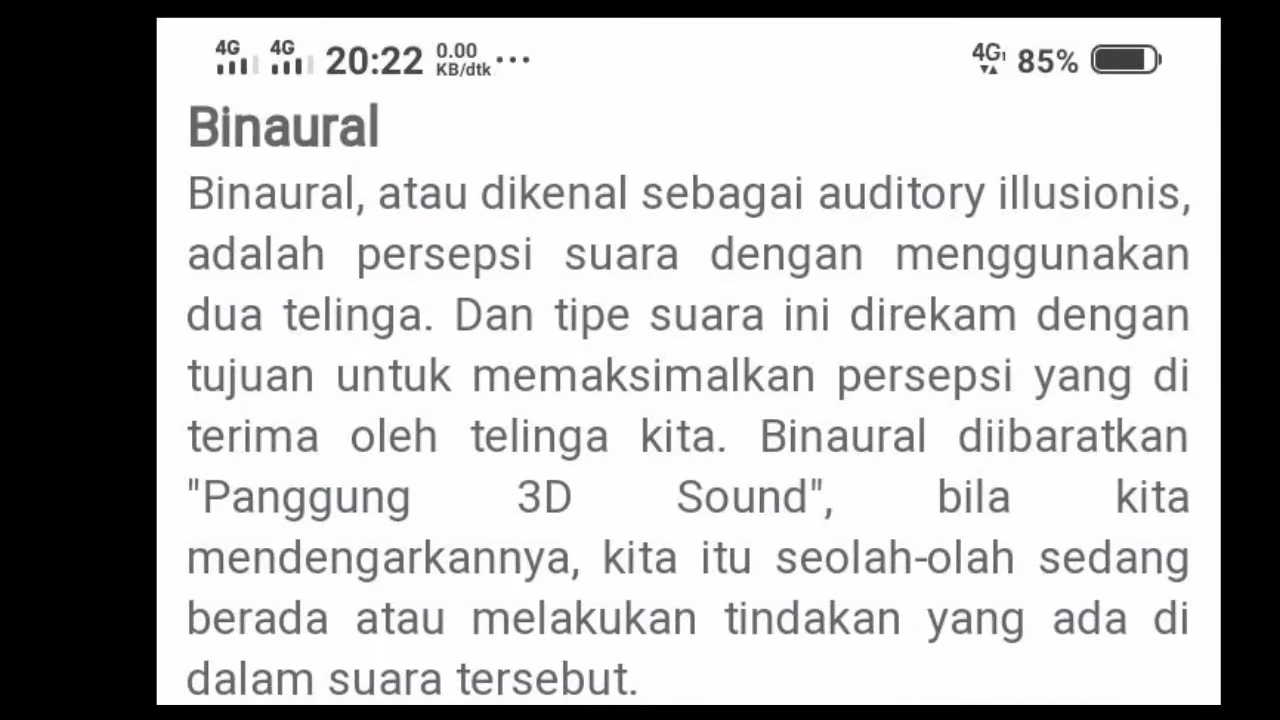 4G 4G 20:22 0.00 KB/dtk ... 4G1 85%
Binaural
Binaural, atau dikenal sebagai auditory illusionis,
adalah persepsi suara dengan menggunakan
dua telinga. Dan tipe suara ini direkam dengan
tujuan untuk memaksimalkan persepsi yang di
terima oleh telinga kita. Binaural diibaratkan
"Panggung 3D Sound", bila kita
mendengarkannya, kita itu seolah-olah sedang
berada atau melakukan tindakan yang ada di
dalam suara tersebut.